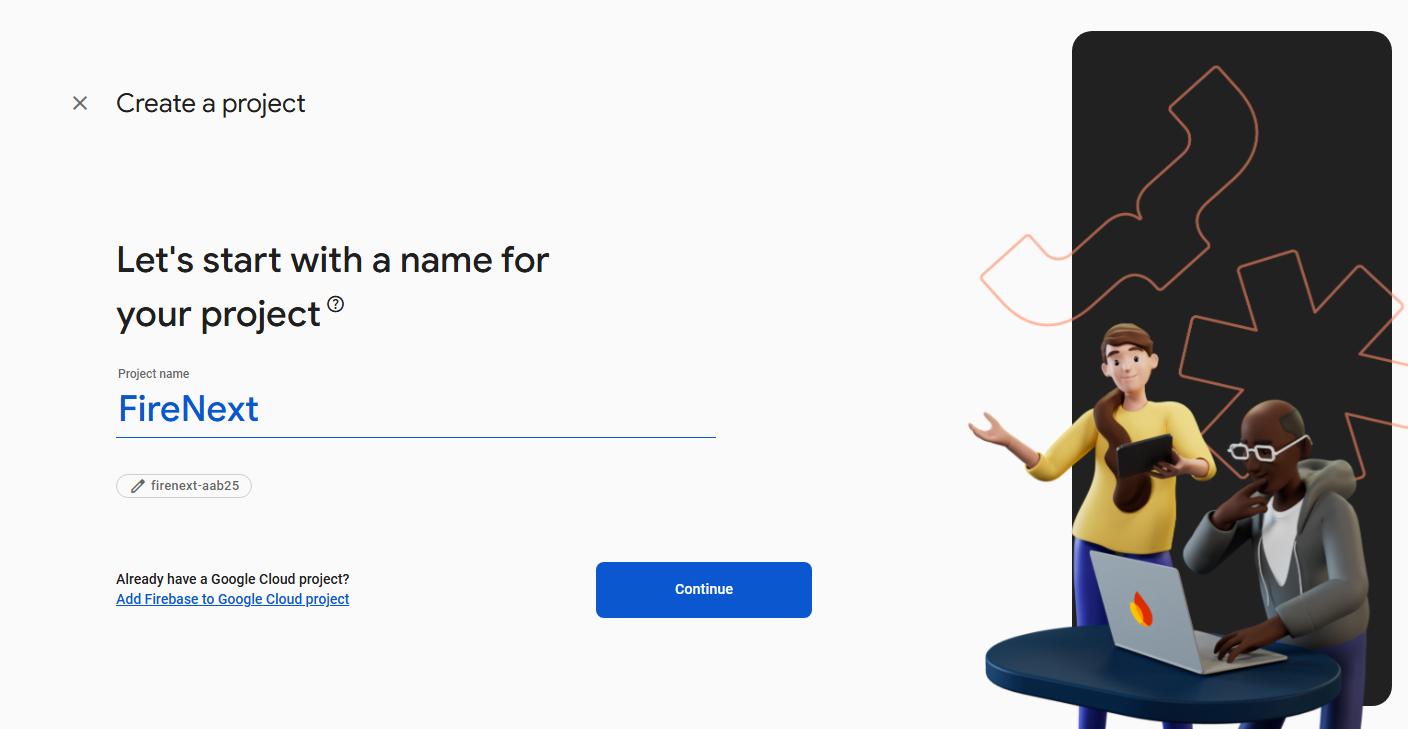 Create a project
Let's start with a name for
your project
Project name
FireNext
firenext-aab25
Already have a Google Cloud project?
Add Firebase to Google Cloud project
Continue